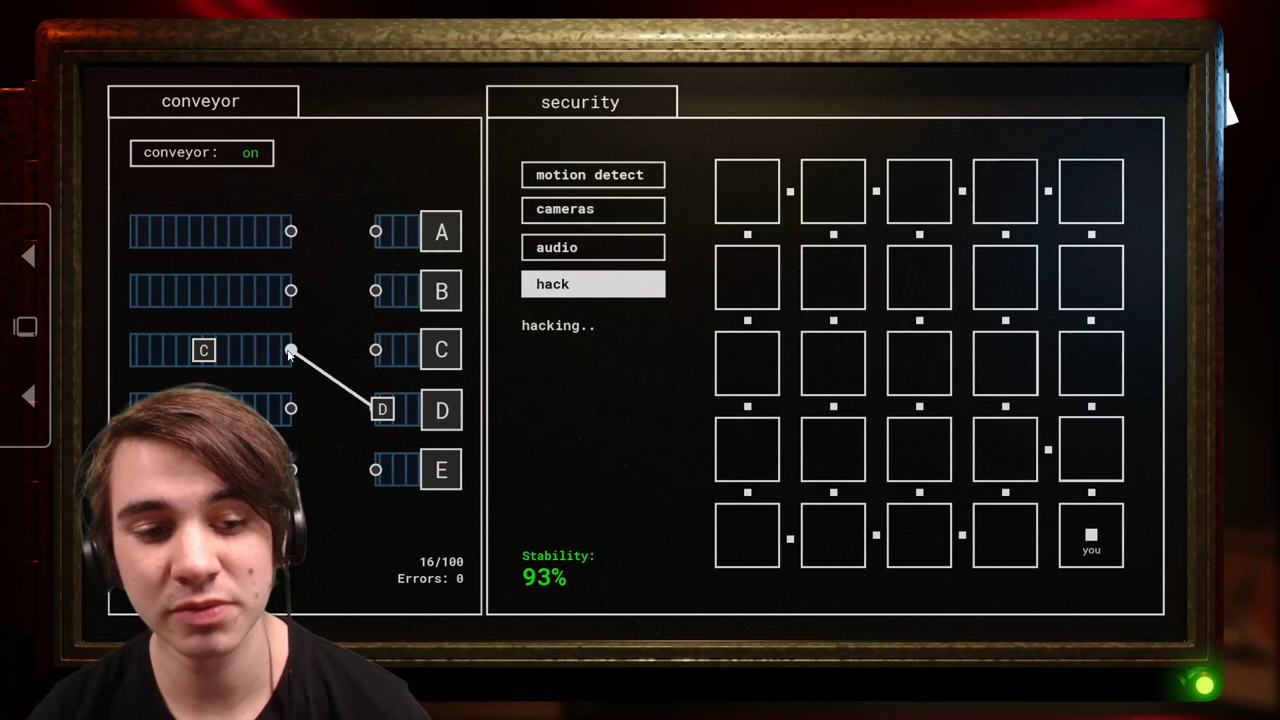 conveyor
conveyor: on
A
B
C
C
D
D
E
16/100
Errors: 0
security
motion detect
cameras
audio
hack
hacking..
Stability:
93%
you